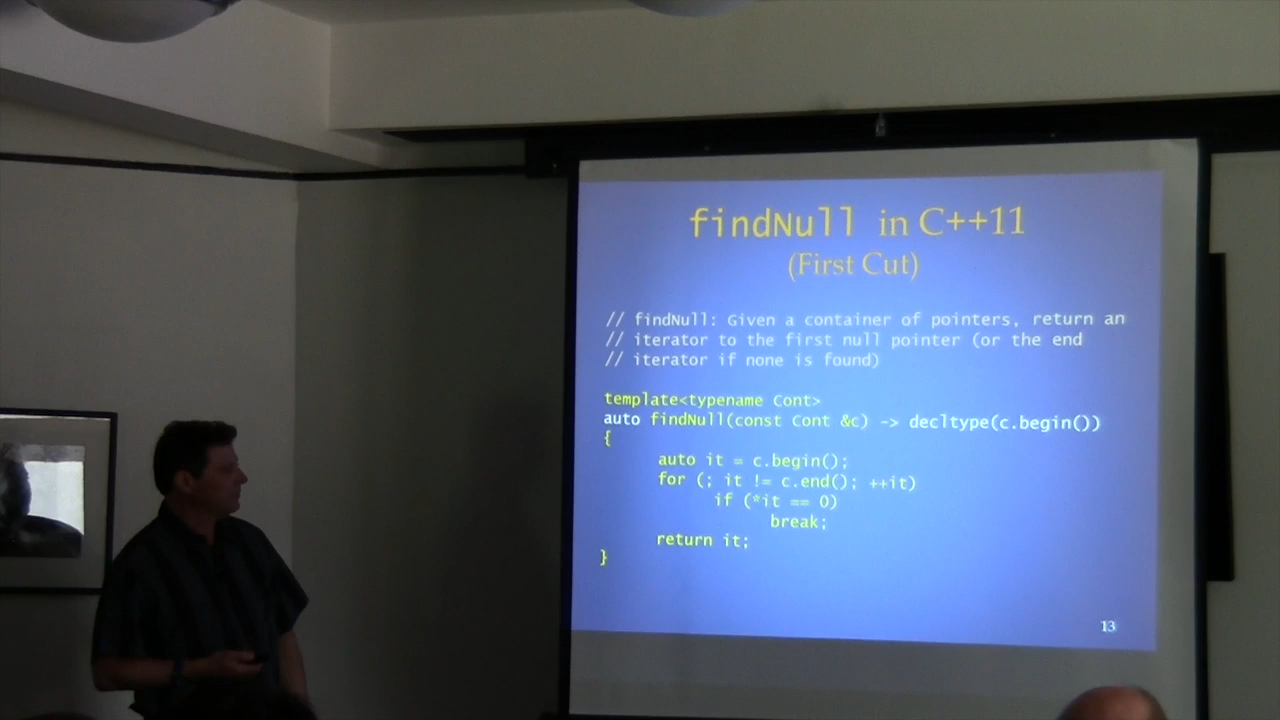 findNull in C++11
(First Cut)
// findNull: Given a container of pointers, return an
// iterator to the first null pointer (or the end
// iterator if none is found)
template<typename Cont>
auto findNull(const Cont &c) -> decltype(c.begin())
{
auto it = c.begin();
for (; it != c.end(); ++it)
if (*it == 0)
break;
return it;
}
13